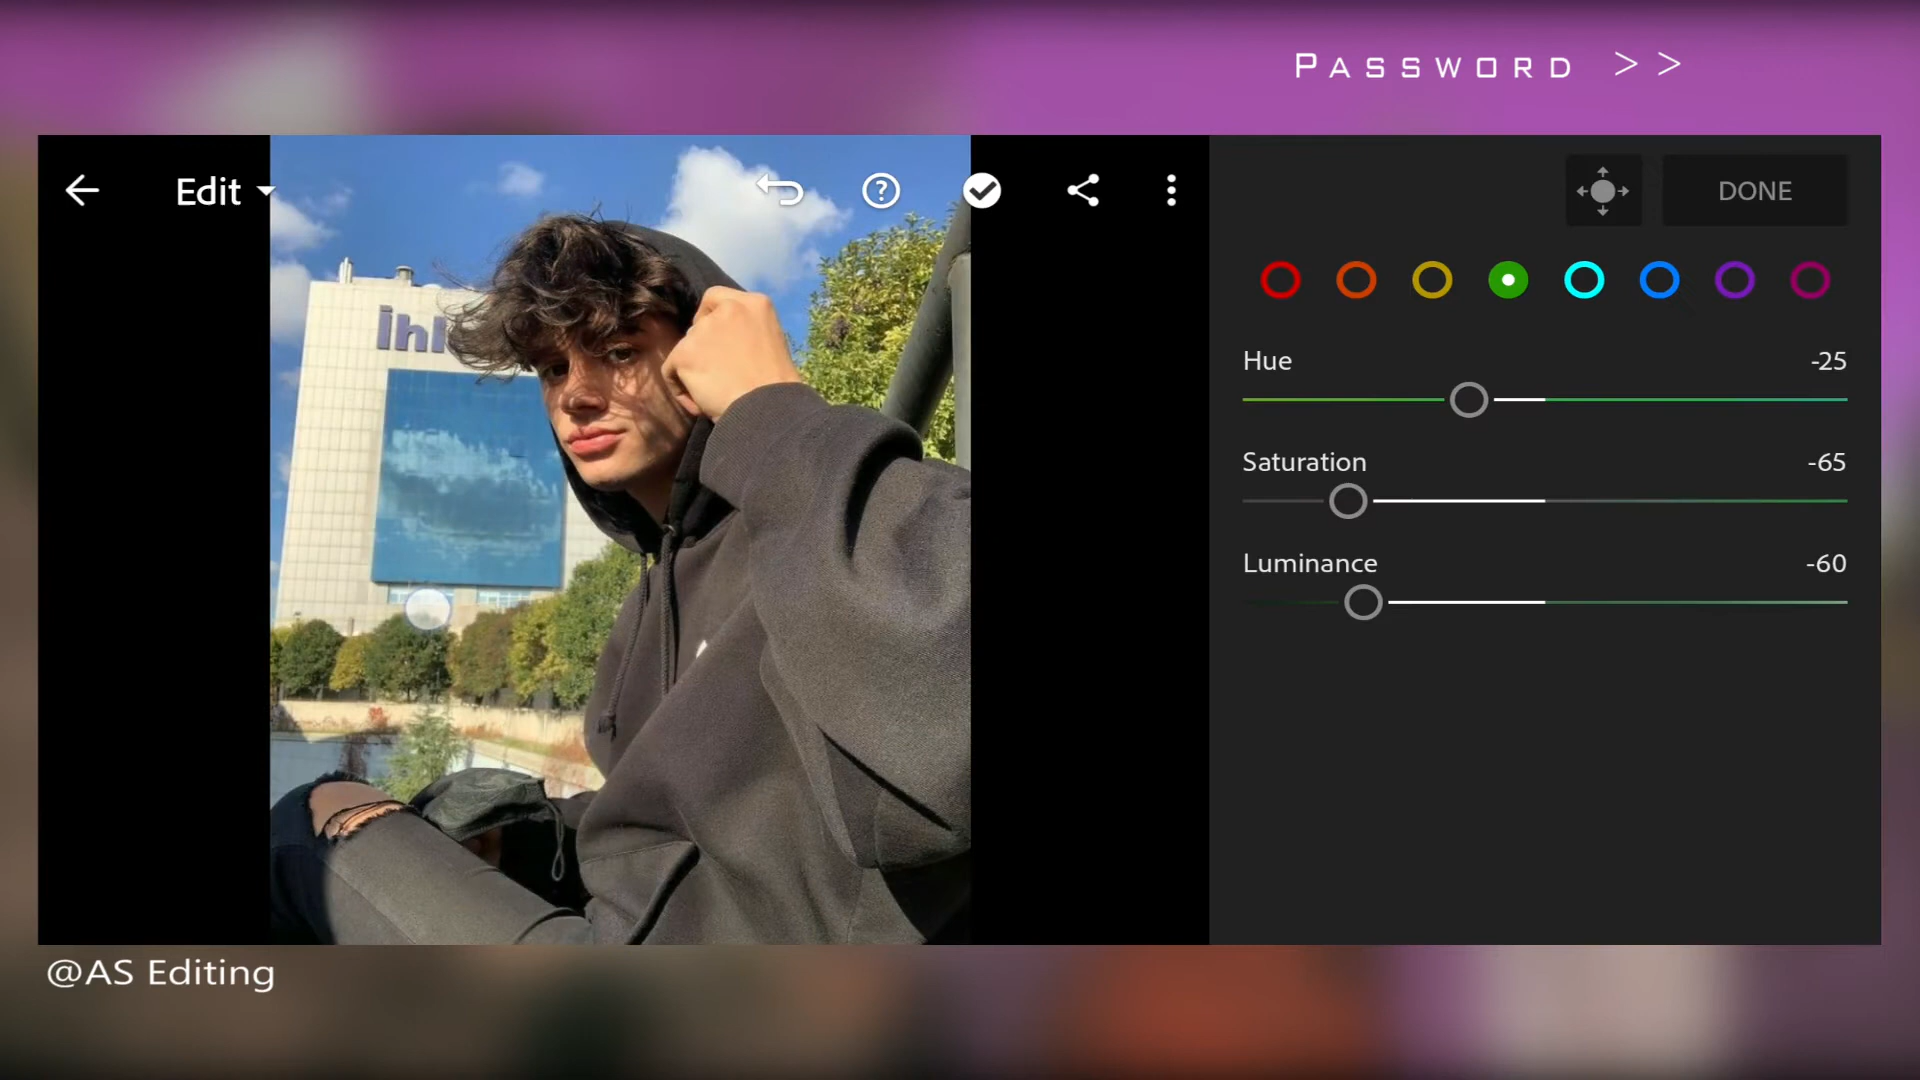 PASSWORD >>
Edit
DONE
Hue -25
Saturation -65
Luminance -60
@AS Editing